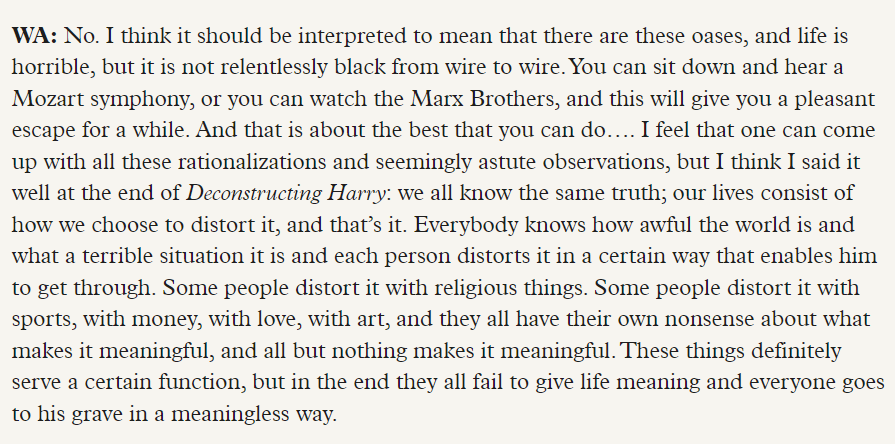 WA: No. I think it should be interpreted to mean that there are these oases, and life is
horrible, but it is not relentlessly black from wire to wire. You can sit down and hear a
Mozart symphony, or you can watch the Marx Brothers, and this will give you a pleasant
escape for a while. And that is about the best that you can do…. I feel that one can come
up with all these rationalizations and seemingly astute observations, but I think I said it
well at the end of Deconstructing Harry: we all know the same truth; our lives consist of
how we choose to distort it, and that’s it. Everybody knows how awful the world is and
what a terrible situation it is and each person distorts it in a certain way that enables him
to get through. Some people distort it with religious things. Some people distort it with
sports, with money, with love, with art, and they all have their own nonsense about what
makes it meaningful, and all but nothing makes it meaningful. These things definitely
serve a certain function, but in the end they all fail to give life meaning and everyone goes
to his grave in a meaningless way.